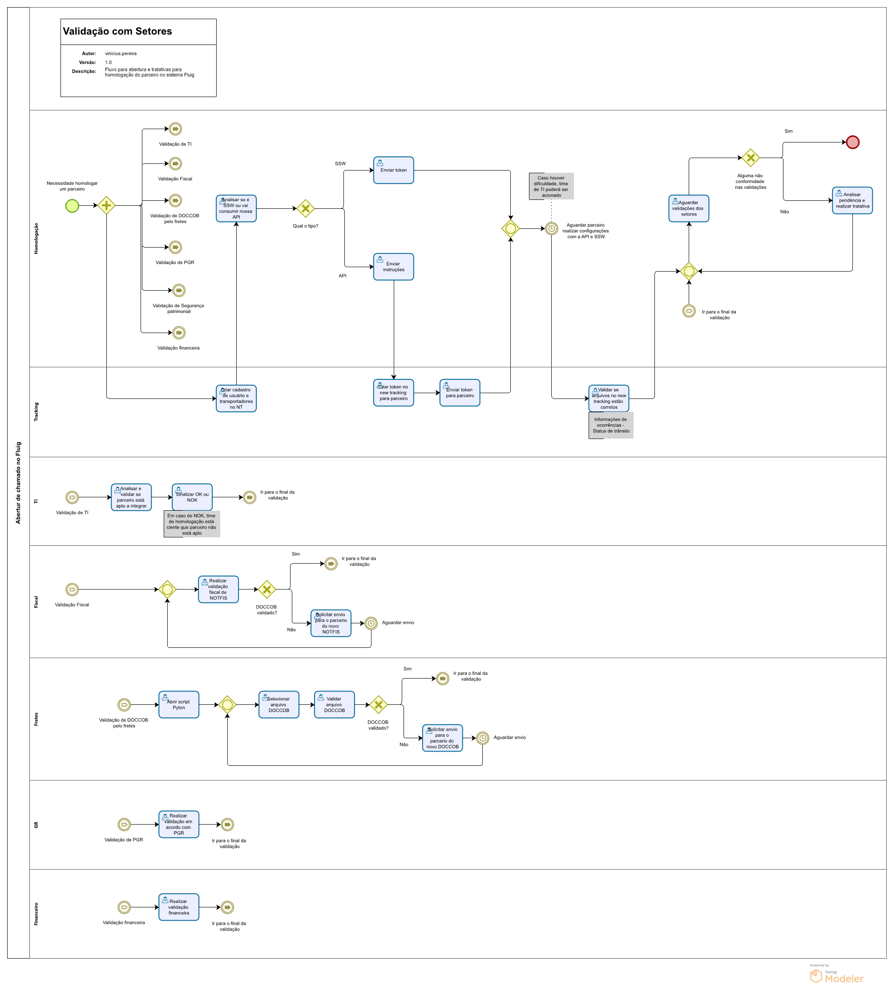 Validação com Setores
Autor: vinicius.pereira
Versão: 1.0
Descrição: Fluxo para abertura e tratativas para
homologação do parceiro no sistema Fluig
Abertur de chamado no Fluig
Homologação
Necessidade homologar
um parceiro
Validação de TI
Validação Fiscal
Validação de DOCCOB
pelo fretes
Validação de PGR
Validação de Segurança
patrimonial
Validação financeira
Analisar se é
SSW ou vai
consumir nossa
API
Qual o tipo?
SSW
API
Enviar token
Enviar
instruções
Caso houver
dificuldade, time
de TI poderá ser
acionado
Aguardar parceiro
realizar configurações
com a API e SSW
Aguardar
validações dos
setores
Ir para o final da
validação
Alguma não
conformidade
nas validações
Sim
Não
Analisar
pendência e
realizar tratativa
Tracking
Criar cadastro
de usuário e
transportadores
no NT
Criar token no
new tracking
para parceiro
Enviar token
para parceiro
Validar se
arquivos no new
tracking estão
corretos
Informações de
ocorrências -
Status de trânsito
TI
Validação de TI
Analisar e
validar se
parceiro está
apto a integrar
Sinalizar OK ou
NOK
Em caso de NOK, time
de homologação está
ciente que parceiro não
está apto
Ir para o final da
validação
Fiscal
Validação Fiscal
Realizar
validação
fiscal de
NOTFIS
DOCCOB
validado?
Sim
Ir para o final da
validação
Não
Solicitar envio
para o parcerio
do novo
NOTFIS
Aguardar envio
Fretes
Validação de DOCCOB
pelo fretes
Abrir script
Pyton
Selecionar
arquivo
DOCCOB
Validar
arquivo
DOCCOB
DOCCOB
validado?
Sim
Ir para o final da
validação
Não
Solicitar envio
para o
parcerio do
novo DOCCOB
Aguardar envio
GR
Validação de PGR
Realizar
validação em
acordo com
PGR
Ir para o final da
validação
Financeiro
Validação financeira
Realizar
validação
financeira
Ir para o final da
validação
Powered by
bizagi
Modeler